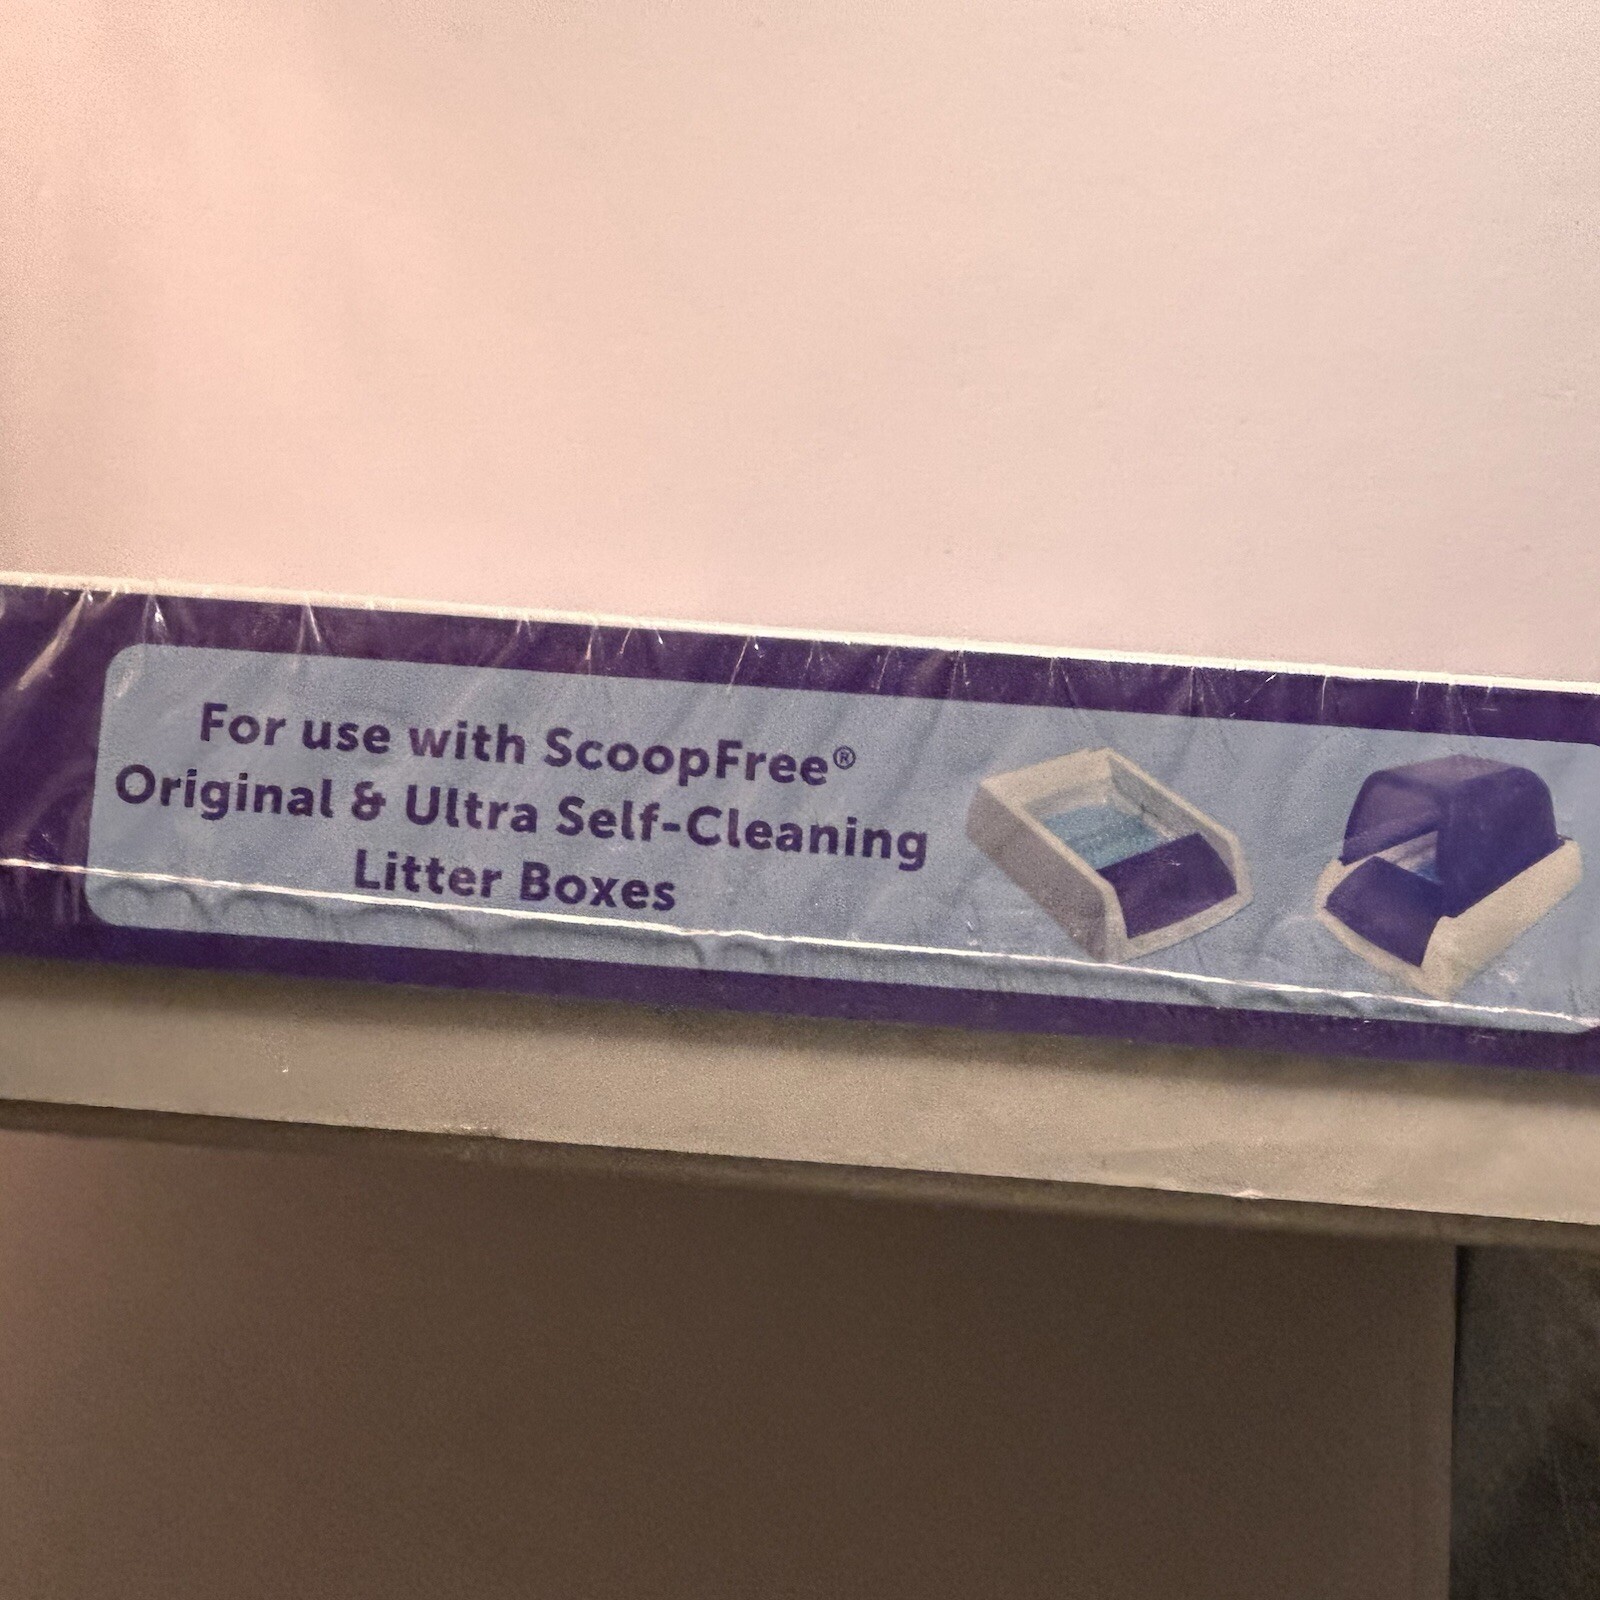 For use with ScoopFree®
Original & Ultra Self-Cleaning
Litter Boxes